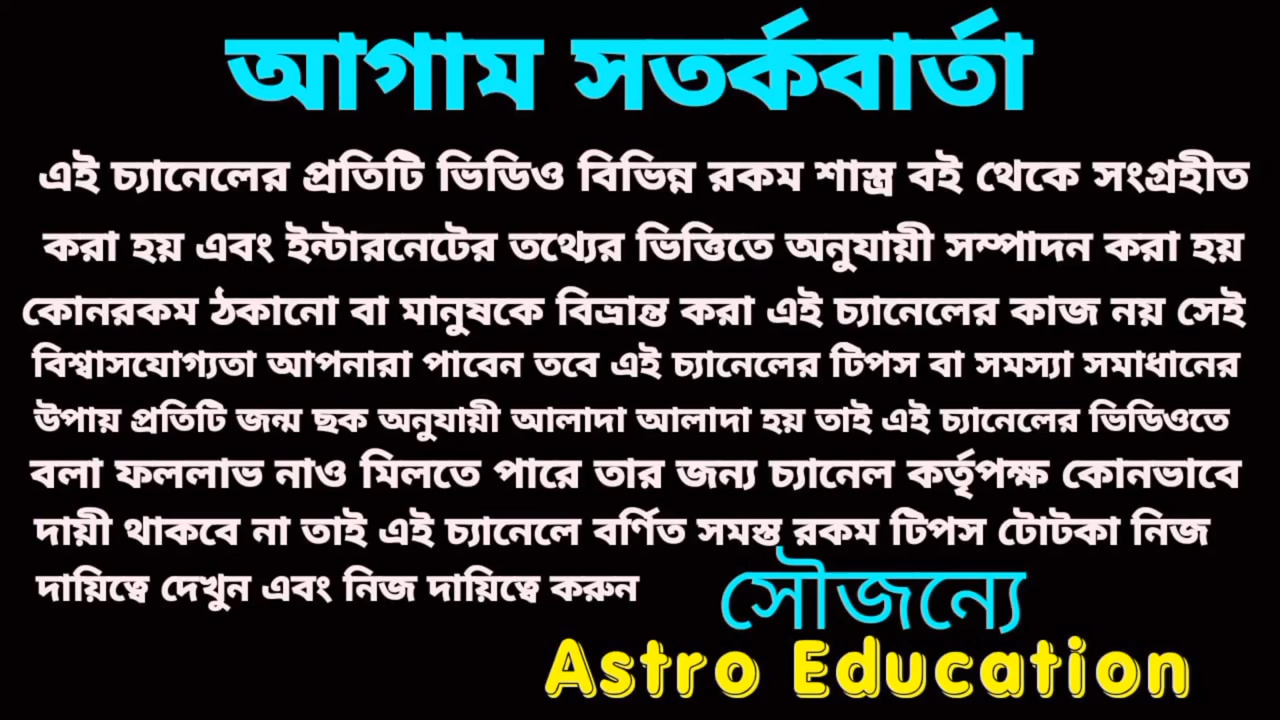 আগাম সতর্কবার্তা
এই চ্যানেলের প্রতিটি ভিডিও বিভিন্ন রকম শাস্ত্র বই থেকে সংগ্রহীত
করা হয় এবং ইন্টারনেটের তথ্যের ভিত্তিতে অনুযায়ী সম্পাদন করা হয়
কোনরকম ঠকানো বা মানুষকে বিভ্রান্ত করা এই চ্যানেলের কাজ নয় সেই
বিশ্বাসযোগ্যতা আপনারা পাবেন তবে এই চ্যানেলের টিপস বা সমস্যা সমাধানের
উপায় প্রতিটি জন্ম ছক অনুযায়ী আলাদা আলাদা হয় তাই এই চ্যানেলের ভিডিওতে
বলা ফললাভ নাও মিলতে পারে তার জন্য চ্যানেল কর্তৃপক্ষ কোনভাবে
দায়ী থাকবে না তাই এই চ্যানেলে বর্ণিত সমস্ত রকম টিপস টোটকা নিজ
দায়িত্বে দেখুন এবং নিজ দায়িত্বে করুন
সৌজন্যে
Astro Education